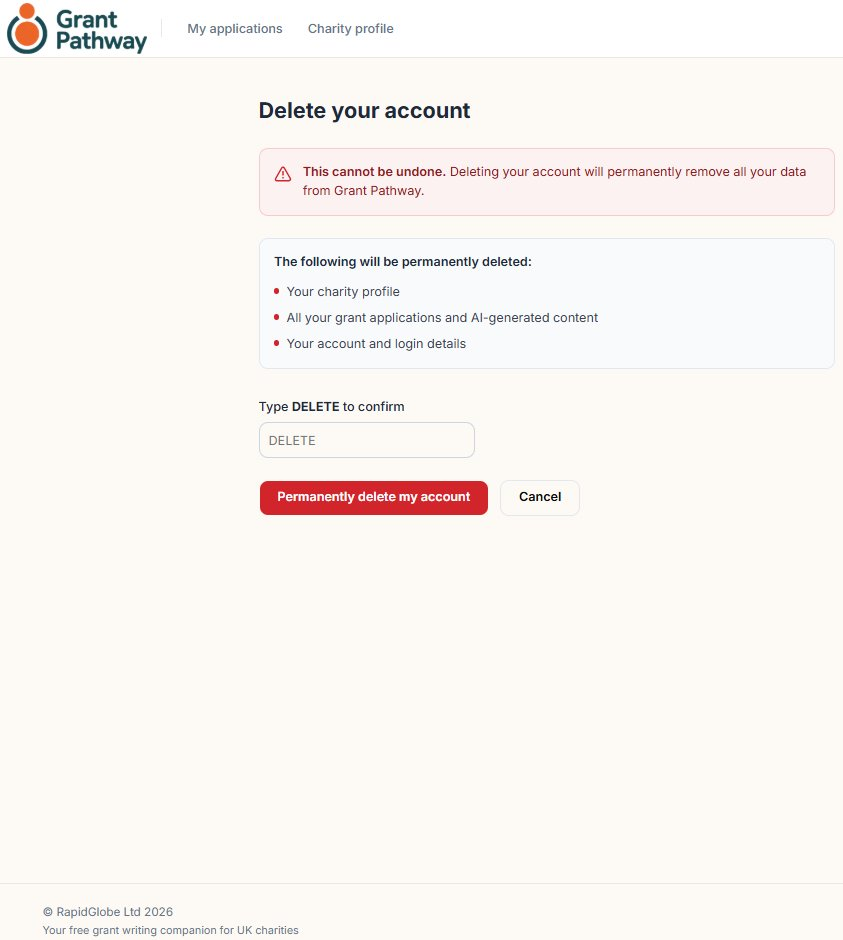 Grant
Pathway
My applications
Charity profile
Delete your account
This cannot be undone. Deleting your account will permanently remove all your data
from Grant Pathway.
The following will be permanently deleted:
Your charity profile
All your grant applications and AI-generated content
Your account and login details
Type DELETE to confirm
DELETE
Permanently delete my account
Cancel
© RapidGlobe Ltd 2026
Your free grant writing companion for UK charities